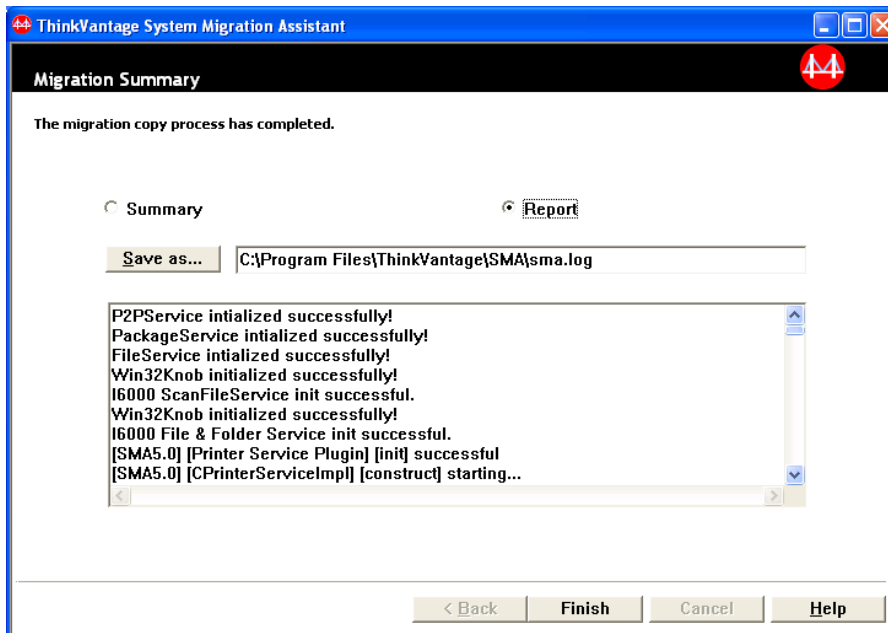 ThinkVantage System Migration Assistant
Migration Summary
The migration copy process has completed.
Summary
Report
Save as...
C:\Program Files\ThinkVantage\SMA\sma.log
P2PService intialized successfully!
PackageService intialized successfully!
FileService intialized successfully!
Win32Knob initialized successfully!
I6000 ScanFileService init successful.
Win32Knob initialized successfully!
I6000 File & Folder Service init successful.
[SMA5.0] [Printer Service Plugin] [init] successful
[SMA5.0] [CPrinterServiceImpl] [construct] starting...
< Back
Finish
Cancel
Help